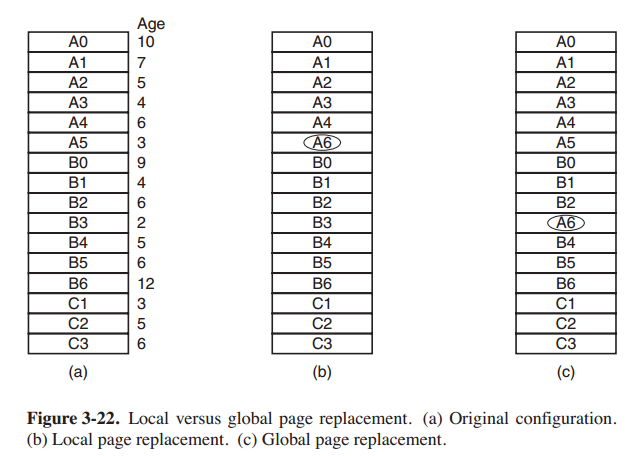 Age
A0 10 A0 A0
A1 7 A1 A1
A2 5 A2 A2
A3 4 A3 A3
A4 6 A4 A4
A5 3 A6 A5
B0 9 B0 B0
B1 4 B1 B1
B2 6 B2 B2
B3 2 B3 A6
B4 5 B4 B4
B5 6 B5 B5
B6 12 B6 B6
C1 3 C1 C1
C2 5 C2 C2
C3 6 C3 C3
(a) (b) (c)
Figure 3-22. Local versus global page replacement. (a) Original configuration.
(b) Local page replacement. (c) Global page replacement.